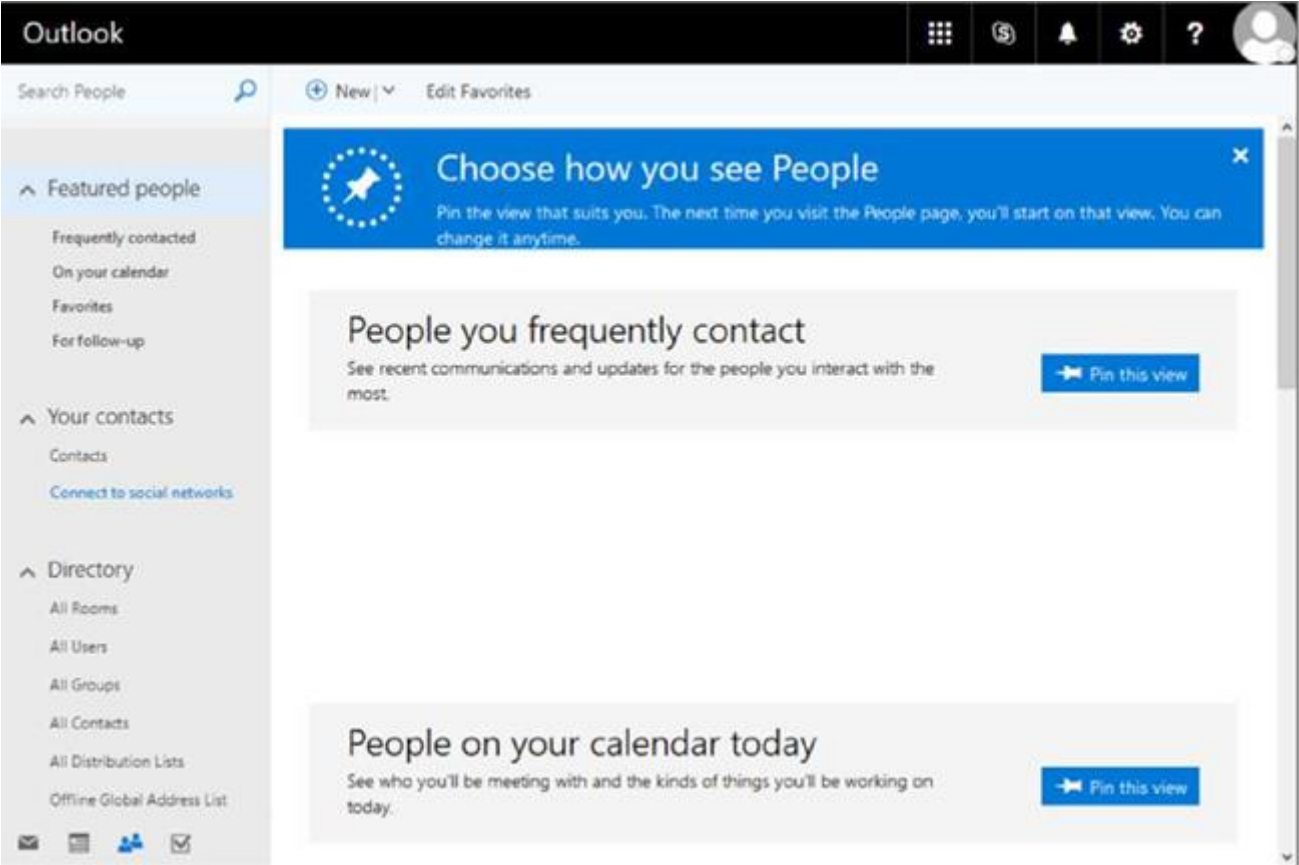 Outlook
?
Search People
New
Edit Favorites
Choose how you see People
Pin the view that suits you. The next time you visit the People page, you'll start on that view. You can
change it anytime.
Featured people
Frequently contacted
On your calendar
Favorites
For follow-up
Your contacts
Contacts
Connect to social networks
Directory
All Rooms
All Users
All Groups
All Contacts
All Distribution Lists
Offline Global Address List
People you frequently contact
See recent communications and updates for the people you interact with the
most.
Pin this view
People on your calendar today
See who you'll be meeting with and the kinds of things you'll be working on
today.
Pin this view